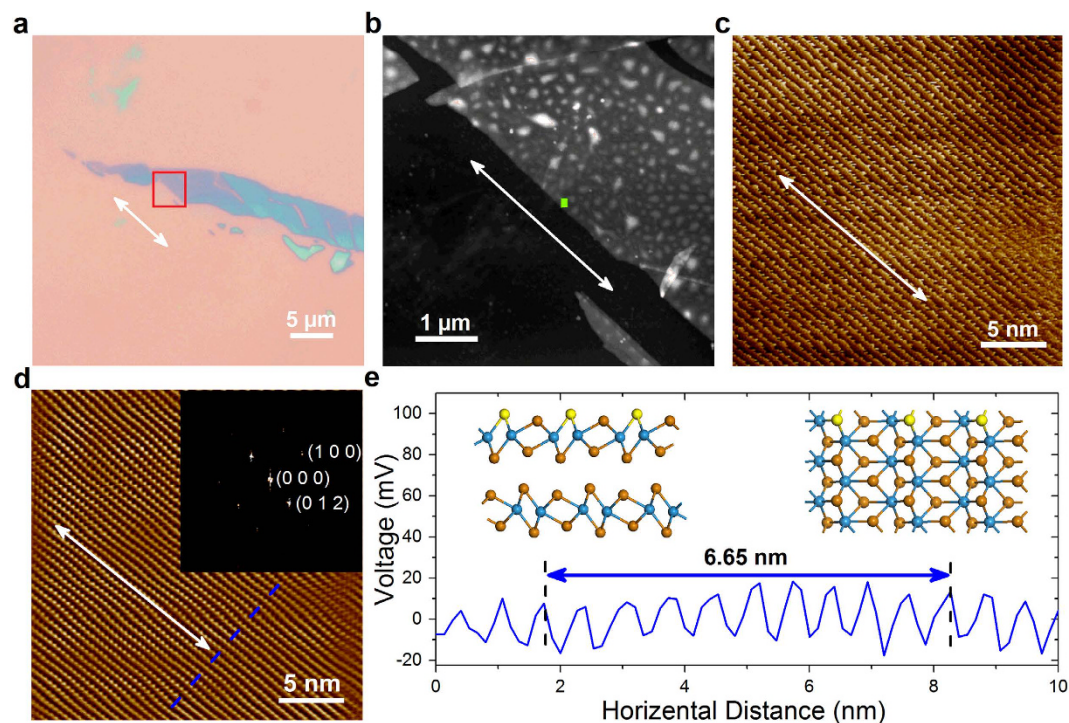 a
5 µm
b
1 µm
c
5 nm
d
(1 0 0)
(0 0 0)
(0 1 2)
5 nm
e
Voltage (mV)
100
80
60
40
20
0
-20
6.65 nm
0 2 4 6 8 10
Horizental Distance (nm)